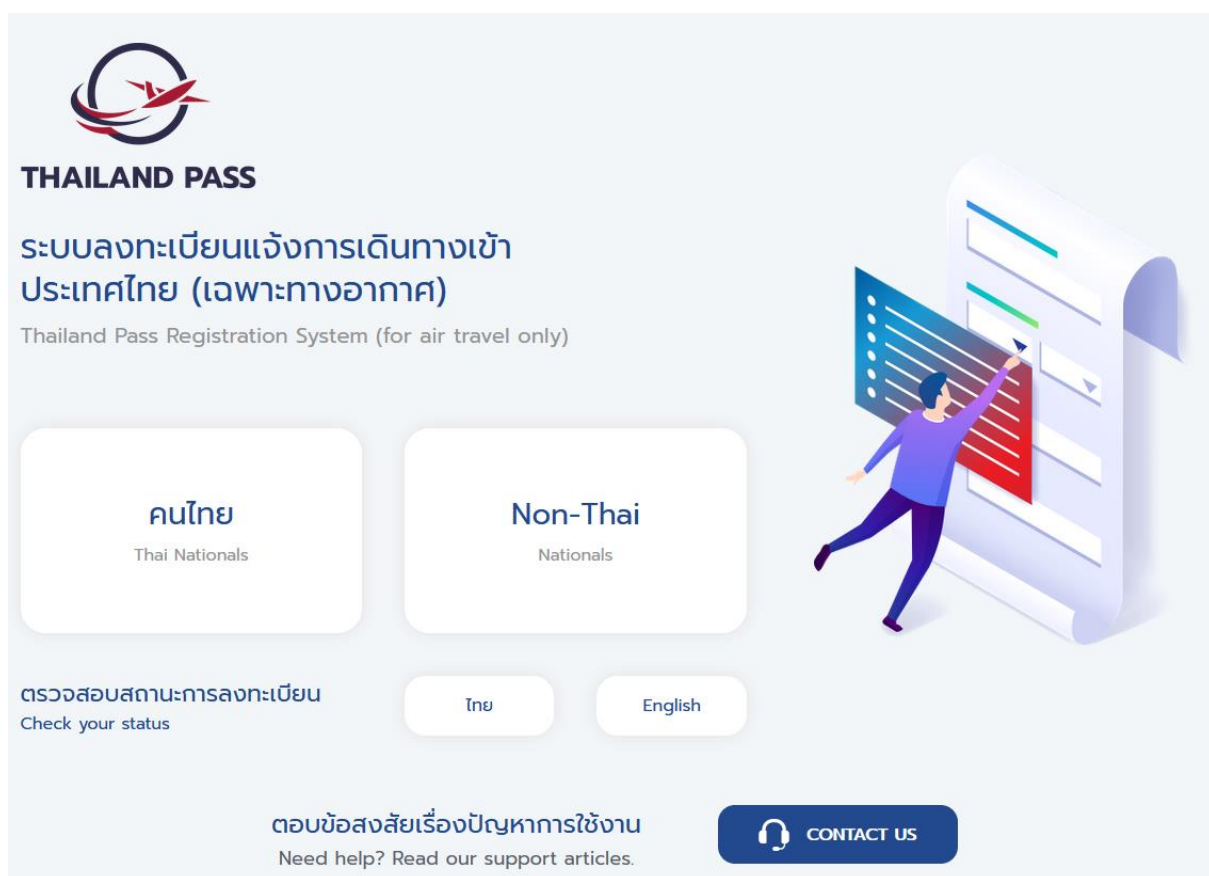 THAILAND PASS
ระบบลงทะเบียนแจ้งการเดินทางเข้า
ประเทศไทย (เฉพาะทางอากาศ)
Thailand Pass Registration System (for air travel only)
คนไทย
Thai Nationals
Non-Thai
Nationals
ตรวจสอบสถานะการลงทะเบียน
Check your status
ไทย
English
ตอบข้อสงสัยเรื่องปัญหาการใช้งาน
Need help? Read our support articles.
CONTACT US